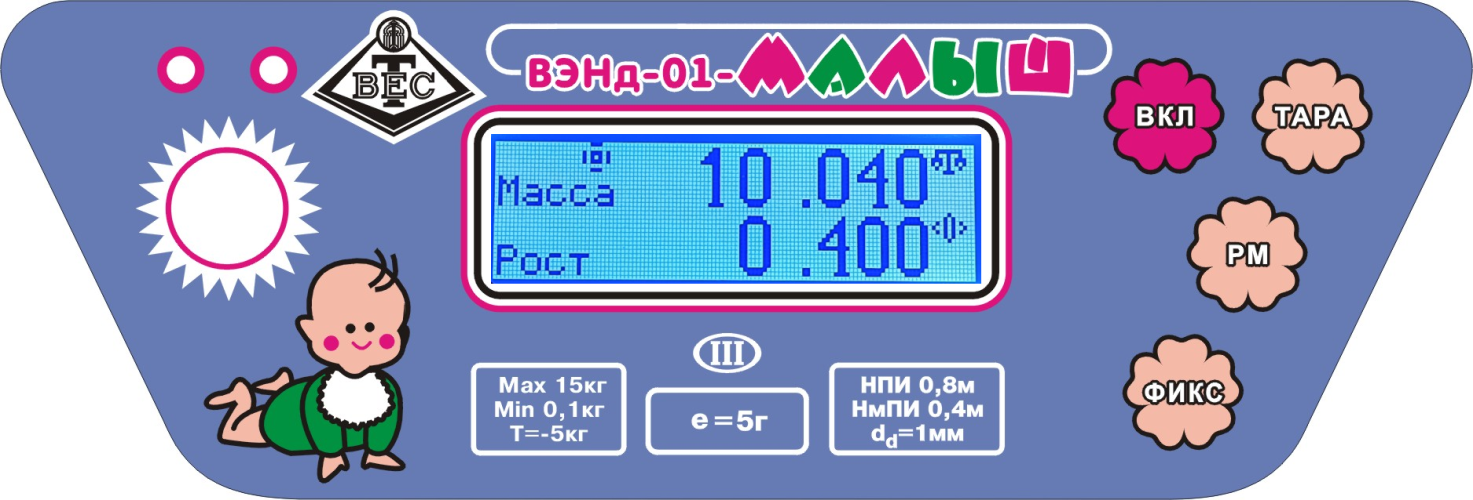 ТВЕС
ВЭНд-01-МАЛЫШ
ВКЛ
ТАРА
Масса 10 .040
Рост 0 .400
РМ
ФИКС
III
Max 15кг
Min 0,1кг
T=-5кг
e=5г
НПИ 0,8м
НмПИ 0,4м
dd=1мм